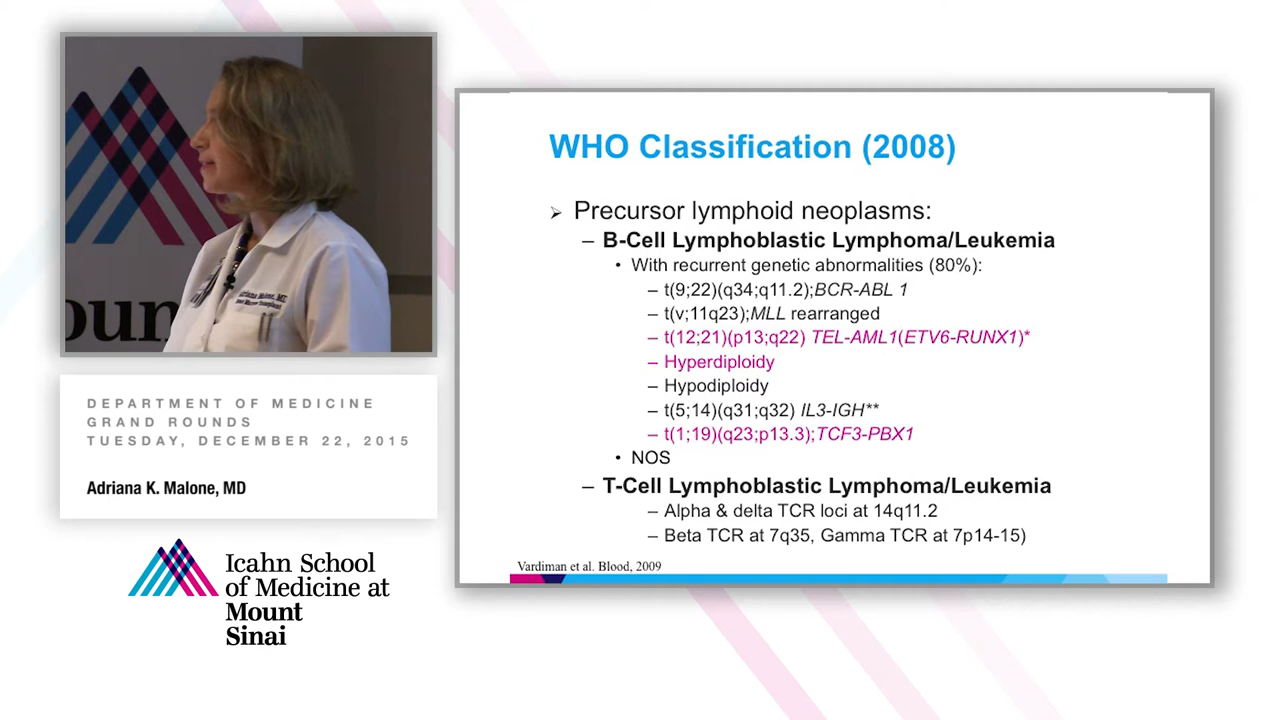 WHO Classification (2008)
➢ Precursor lymphoid neoplasms:
– B-Cell Lymphoblastic Lymphoma/Leukemia
• With recurrent genetic abnormalities (80%):
– t(9;22)(q34;q11.2);BCR-ABL 1
– t(v;11q23);MLL rearranged
– t(12;21)(p13;q22) TEL-AML1(ETV6-RUNX1)*
– Hyperdiploidy
– Hypodiploidy
– t(5;14)(q31;q32) IL3-IGH**
– t(1;19)(q23;p13.3);TCF3-PBX1
• NOS
– T-Cell Lymphoblastic Lymphoma/Leukemia
– Alpha & delta TCR loci at 14q11.2
– Beta TCR at 7q35, Gamma TCR at 7p14-15)
Vardiman et al. Blood, 2009
oun
Malone, MD
DEPARTMENT OF MEDICINE
GRAND ROUNDS
TUESDAY, DECEMBER 22, 2015
Adriana K. Malone, MD
Icahn School
of Medicine at
Mount
Sinai